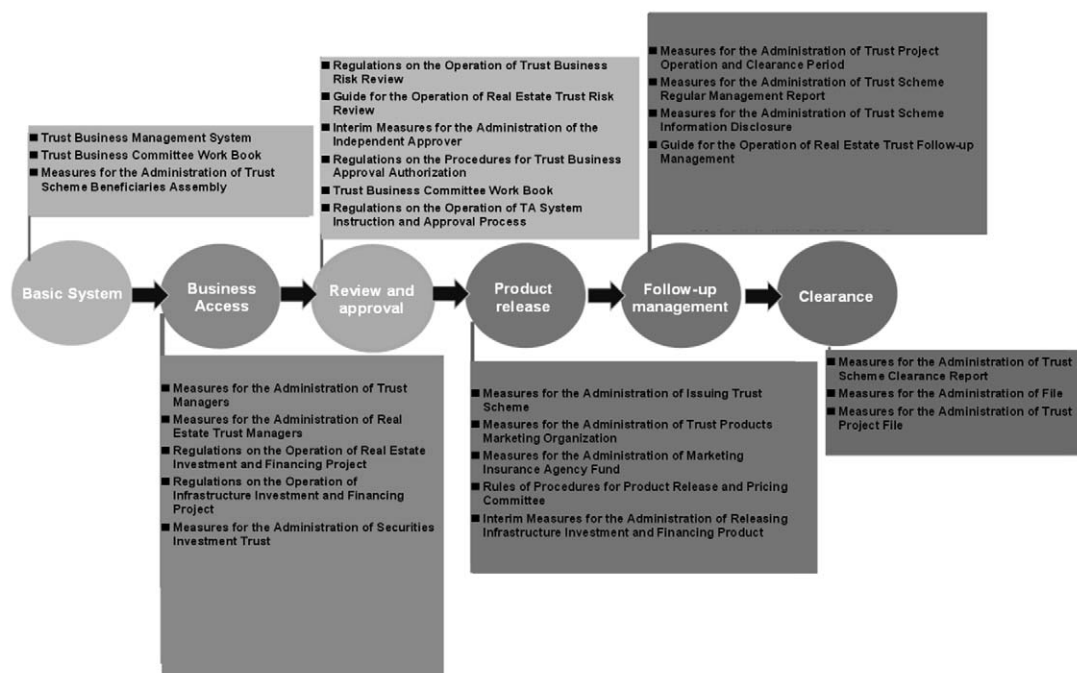 ■ Trust Business Management System
■ Trust Business Committee Work Book
■ Measures for the Administration of Trust
Scheme Beneficiaries Assembly
■ Regulations on the Operation of Trust Business
Risk Review
■ Guide for the Operation of Real Estate Trust Risk
Review
■ Interim Measures for the Administration of the
Independent Approver
■ Regulations on the Procedures for Trust Business
Approval Authorization
■ Trust Business Committee Work Book
■ Regulations on the Operation of TA System
Instruction and Approval Process
■ Measures for the Administration of Trust Project
Operation and Clearance Period
■ Measures for the Administration of Trust Scheme
Regular Management Report
■ Measures for the Administration of Trust Scheme
Information Disclosure
■ Guide for the Operation of Real Estate Trust Follow-up
Management
Basic System
Business
Access
Review and
approval
Product
release
Follow-up
management
Clearance
■ Measures for the Administration of Trust
Managers
■ Measures for the Administration of Real
Estate Trust Managers
■ Regulations on the Operation of Real Estate
Investment and Financing Project
■ Regulations on the Operation of
Infrastructure Investment and Financing
Project
■ Measures for the Administration of Securities
Investment Trust
■ Measures for the Administration of Issuing Trust
Scheme
■ Measures for the Administration of Trust Products
Marketing Organization
■ Measures for the Administration of Marketing
Insurance Agency Fund
■ Rules of Procedures for Product Release and Pricing
Committee
■ Interim Measures for the Administration of Releasing
Infrastructure Investment and Financing Product
■ Measures for the Administration of Trust
Scheme Clearance Report
■ Measures for the Administration of File
■ Measures for the Administration of Trust
Project File